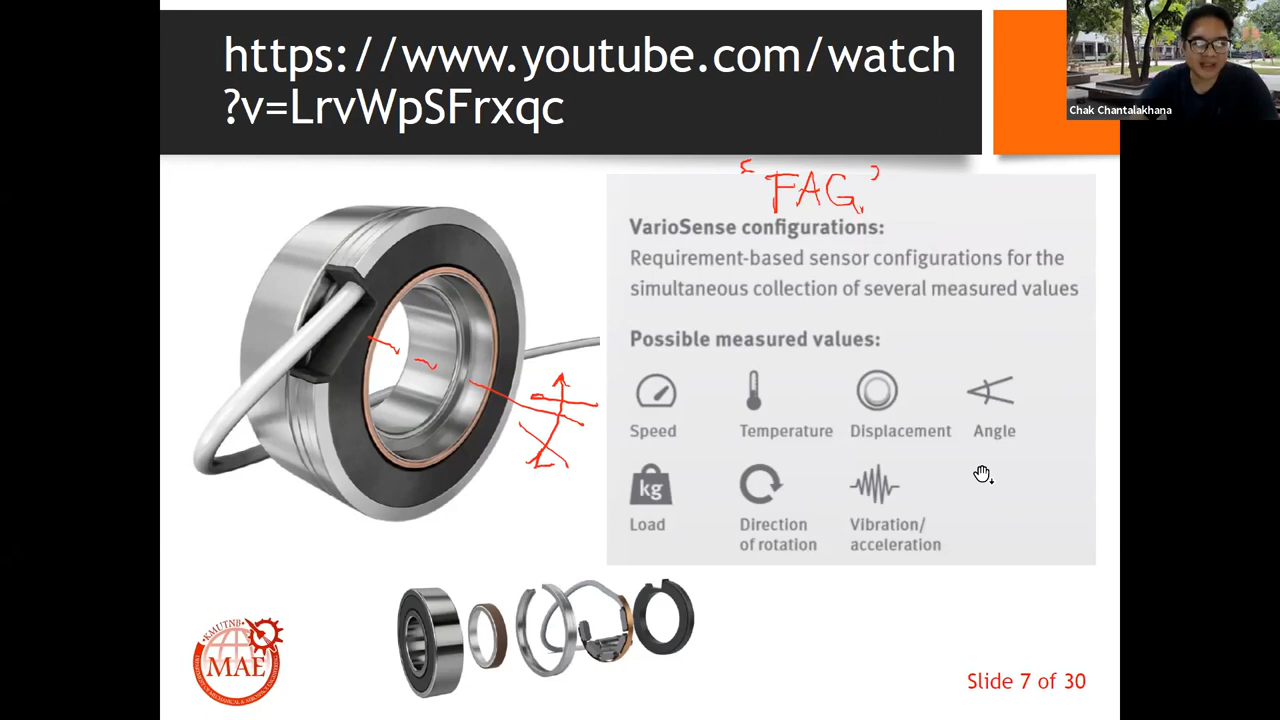 https://www.youtube.com/watch
?v=LrvWpSFrxqc
Chak Chantalakhana
"FAG"
VarioSense configurations:
Requirement-based sensor configurations for the
simultaneous collection of several measured values
Possible measured values:
Speed
Temperature
Displacement
Angle
kg
Load
Direction
of rotation
Vibration/
acceleration
KMUTNB
MAE
Slide 7 of 30